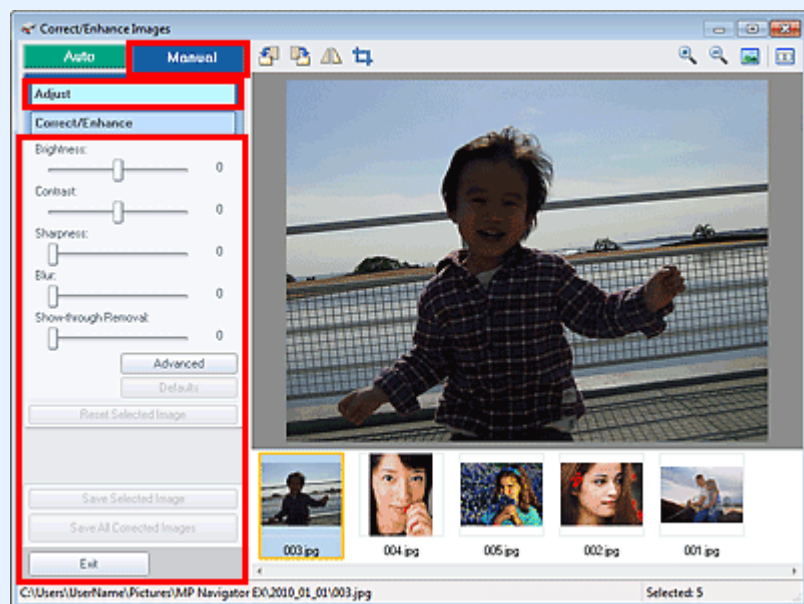 Correct/Enhance Images
Auto Manual
Adjust
Correct/Enhance
Brightness:
0
Contrast:
0
Sharpness:
0
Blur:
0
Show-through Removal:
0
Advanced
Defaults
Reset Selected Image
Save Selected Image
Save All Corrected Images
Exit
003.jpg 004.jpg 005.jpg 002.jpg 001.jpg
C:\Users\UserName\Pictures\MP Navigator EX\2010_01_01\003.jpg Selected: 5